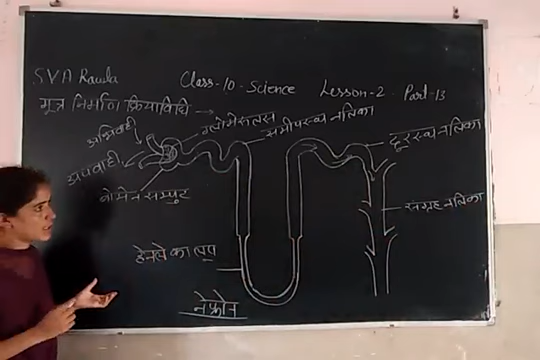 SVA Rawla
Class-10 - Science Lesson-2 Part-13
मूत्र निर्माण क्रियाविधि →
ग्लोमेरुलस
समीपस्थ नलिका
दूरस्थ नलिका
अभिवाही
अपवाही
बोमेन सम्पुट
संग्रह नलिका
हेनले का लूप
नेफ्रोन